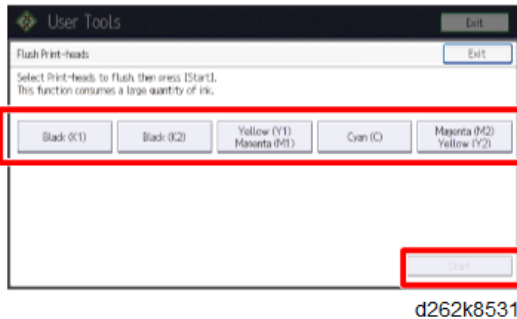 User Tools
Exit
Flush Print-heads
Exit
Select Print-heads to flush, then press [Start].
This function consumes a large quantity of ink.
Black (K1)
Black (K2)
Yellow (Y1)
Magenta (M1)
Cyan (C)
Magenta (M2)
Yellow (Y2)
Start
d262k8531